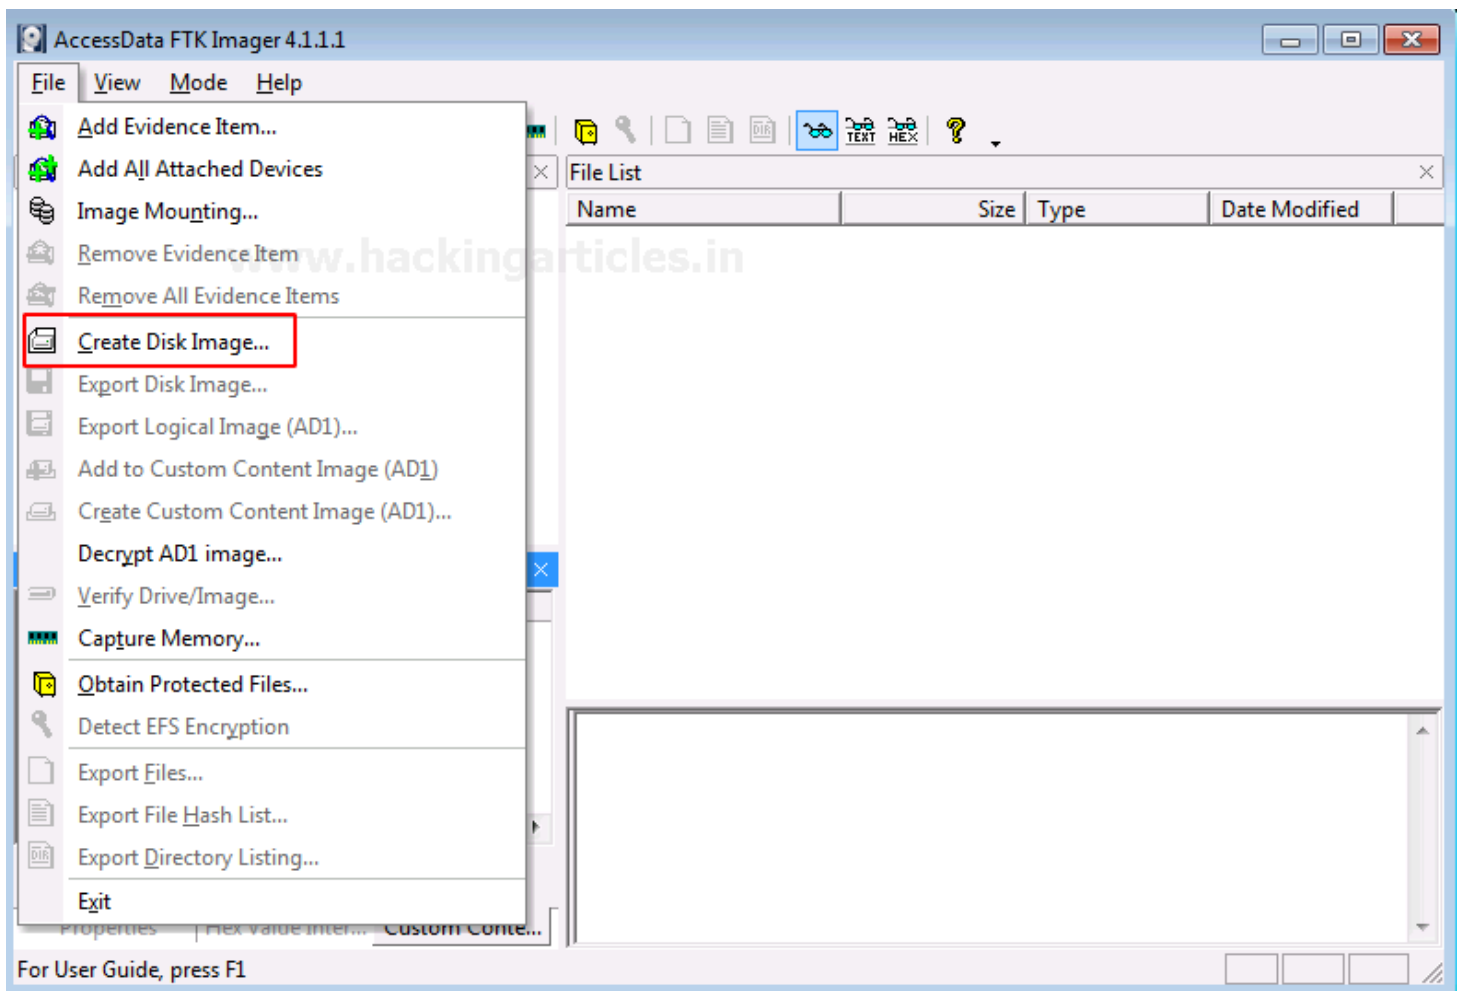 AccessData FTK Imager 4.1.1.1
File View Mode Help
Add Evidence Item...
Add All Attached Devices
Image Mounting...
Remove Evidence Item
Remove All Evidence Items
Create Disk Image...
Export Disk Image...
Export Logical Image (AD1)...
Add to Custom Content Image (AD1)
Create Custom Content Image (AD1)...
Decrypt AD1 image...
Verify Drive/Image...
Capture Memory...
Obtain Protected Files...
Detect EFS Encryption
Export Files...
Export File Hash List...
Export Directory Listing...
Exit
DIR TEXT HEX
File List
Name Size Type Date Modified
www.hackingarticles.in
DIR
Properties Hex Value Inter... Custom Conte...
For User Guide, press F1